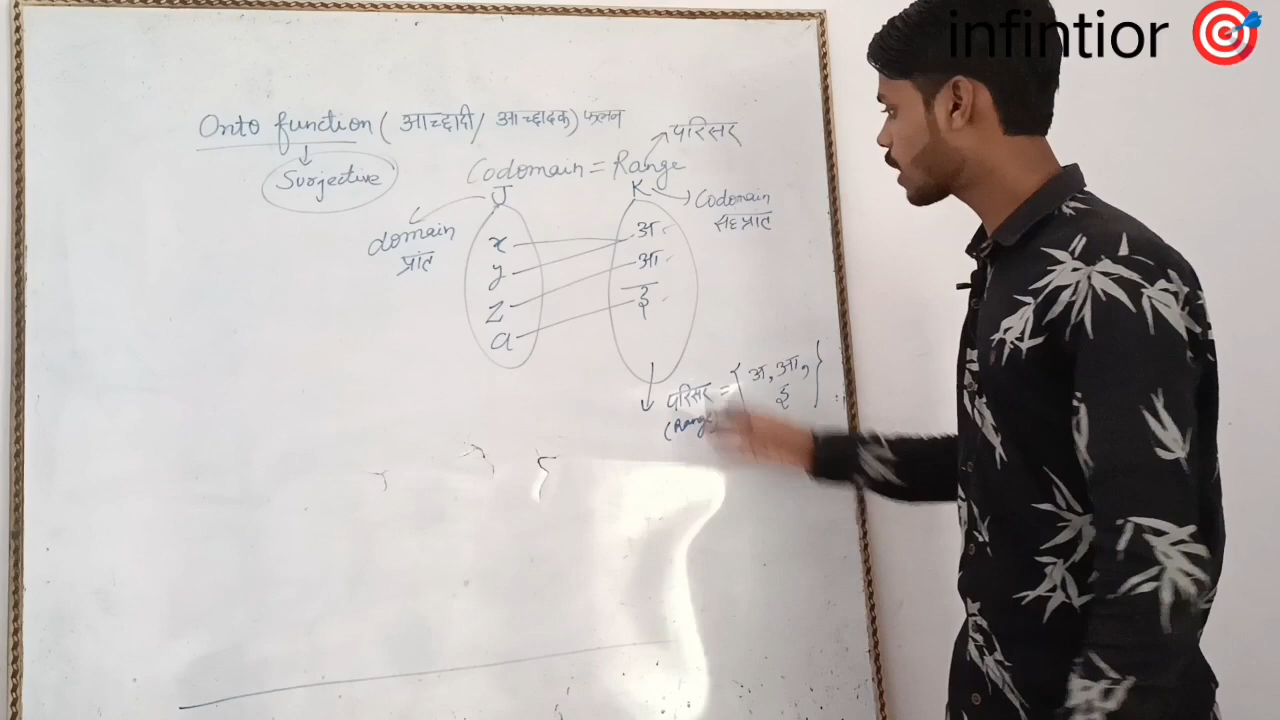 infintior
Onto function ( आच्छादी / आच्छादक) फलन
Surjective
परिसर
Codomain = Range
J
K
Codomain
सहप्रांत
domain
प्रांत
x
y
z
a
अ
आ
इ
परिसर = { अ, आ,
इ }
(Range)